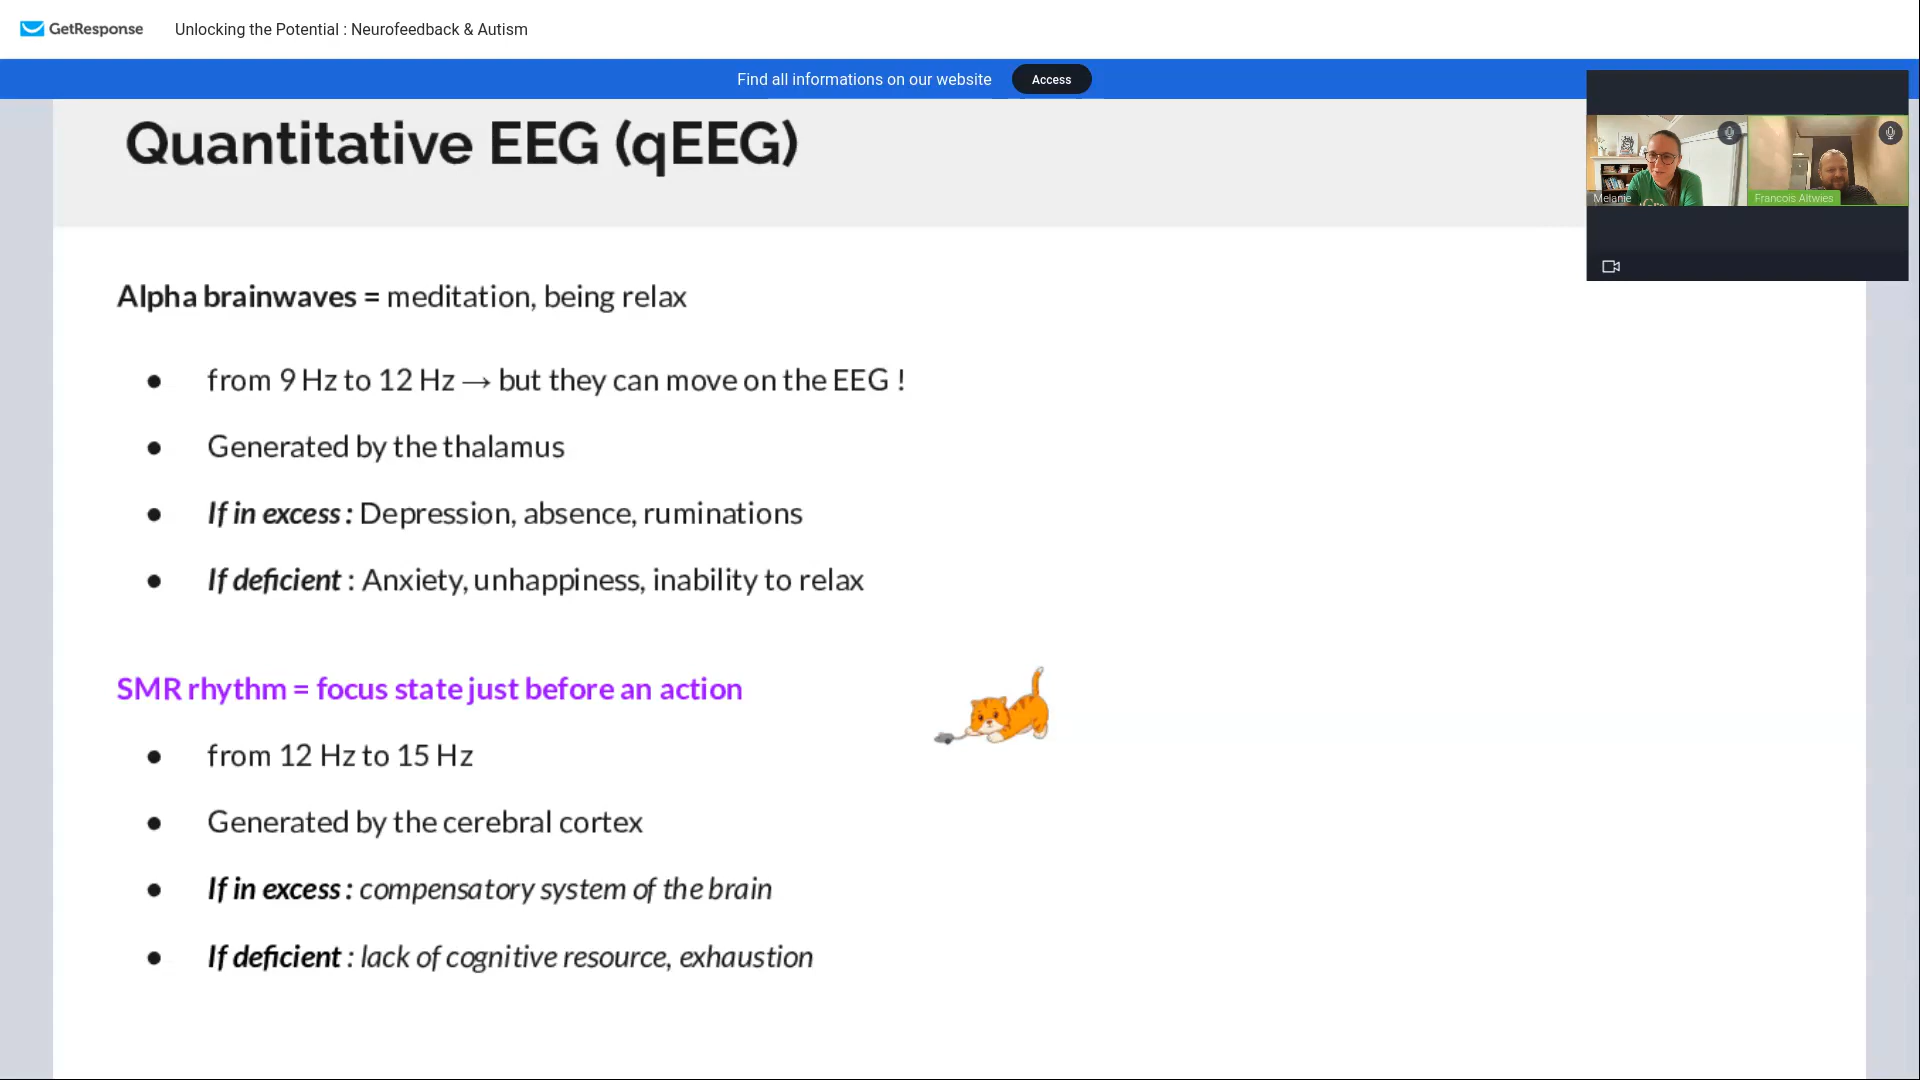 GetResponse Unlocking the Potential : Neurofeedback & Autism
Find all informations on our website Access
Quantitative EEG (qEEG)
Melanie
Francois Altwies
Alpha brainwaves = meditation, being relax
● from 9 Hz to 12 Hz → but they can move on the EEG !
● Generated by the thalamus
● If in excess : Depression, absence, ruminations
● If deficient : Anxiety, unhappiness, inability to relax
SMR rhythm = focus state just before an action
● from 12 Hz to 15 Hz
● Generated by the cerebral cortex
● If in excess : compensatory system of the brain
● If deficient : lack of cognitive resource, exhaustion